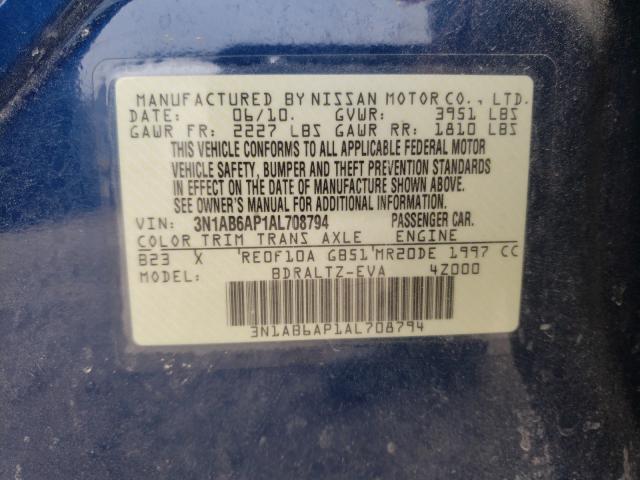 MANUFACTURED BY NISSAN MOTOR CO., LTD.
DATE: 06/10. GVWR: 3951 LBS
GAWR FR: 2227 LBS GAWR RR: 1810 LBS
THIS VEHICLE CONFORMS TO ALL APPLICABLE FEDERAL MOTOR
VEHICLE SAFETY, BUMPER AND THEFT PREVENTION STANDARDS
IN EFFECT ON THE DATE OF MANUFACTURE SHOWN ABOVE.
SEE OWNER'S MANUAL FOR ADDITIONAL INFORMATION.
VIN: 3N1AB6AP1AL708794 PASSENGER CAR.
COLOR TRIM TRANS AXLE ENGINE
B23 X 'RE0F10A GB51'MR20DE 1997 CC
MODEL: BDRALTZ-EVA 4Z000
3N1AB6AP1AL708794